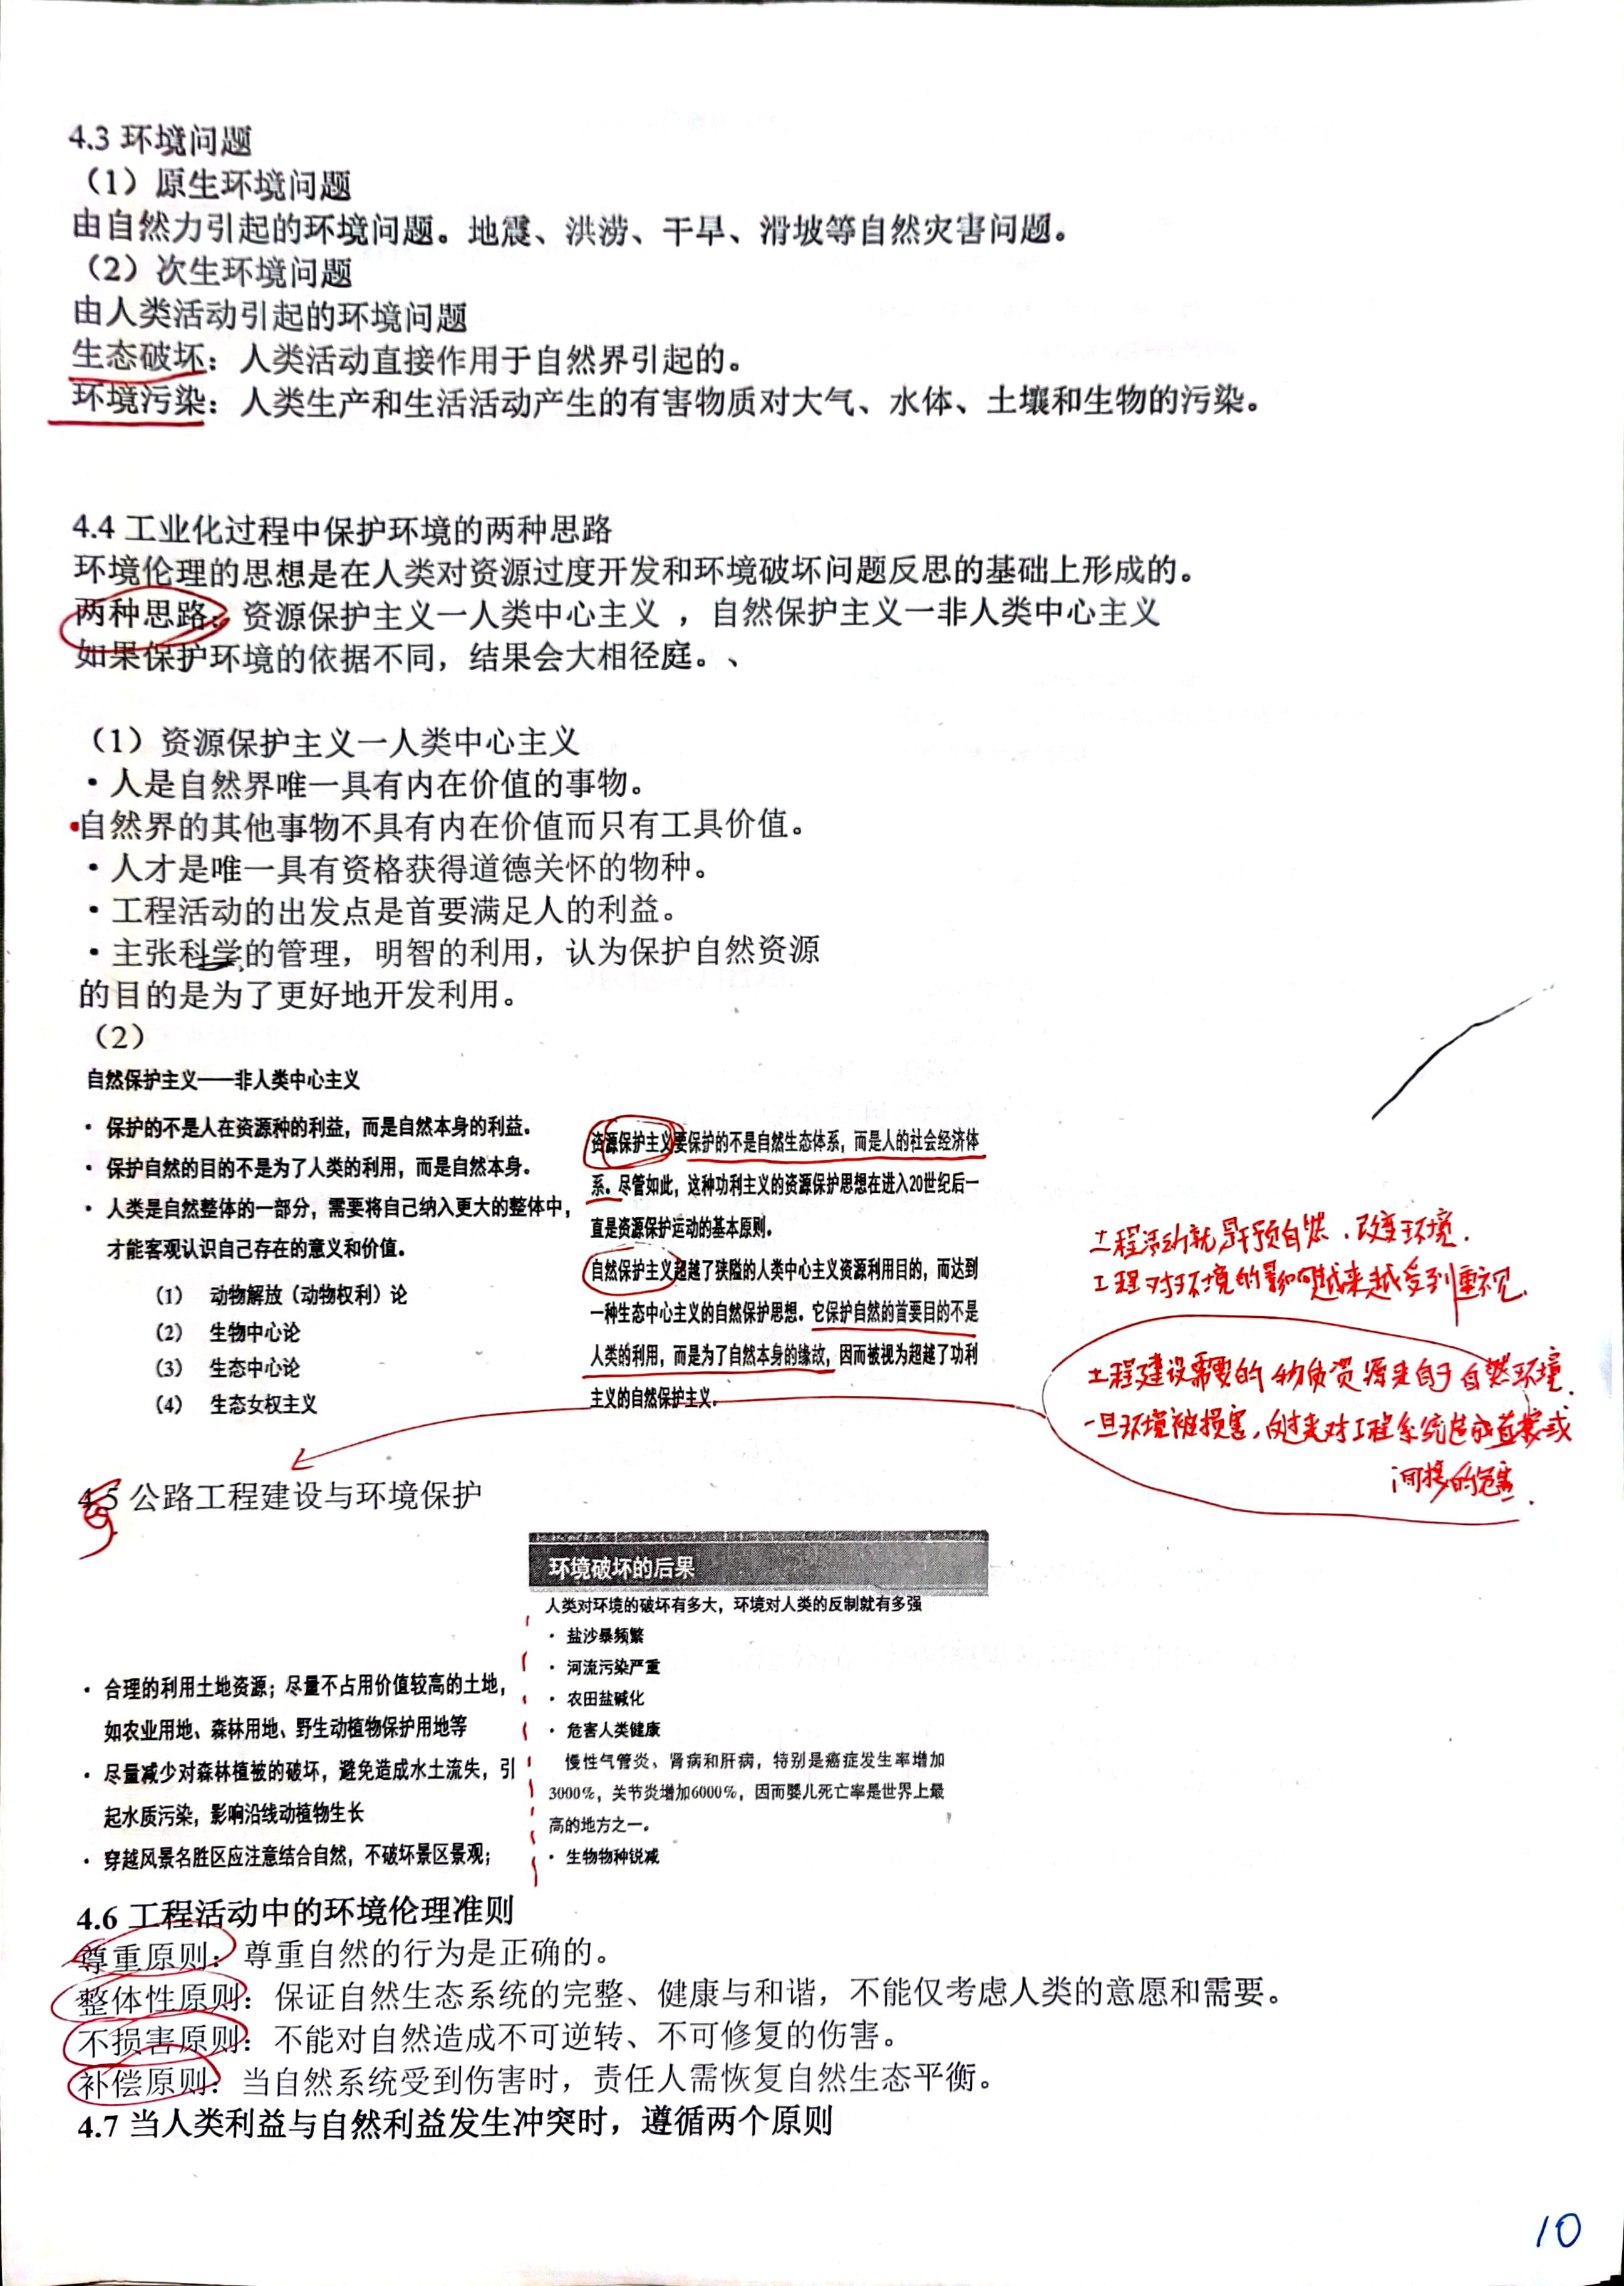 4.3 环境问题
（1）原生环境问题
由自然力引起的环境问题。地震、洪涝、干旱、滑坡等自然灾害问题。
（2）次生环境问题
由人类活动引起的环境问题
生态破坏：人类活动直接作用于自然界引起的。
环境污染：人类生产和生活活动产生的有害物质对大气、水体、土壤和生物的污染。
4.4 工业化过程中保护环境的两种思路
环境伦理的思想是在人类对资源过度开发和环境破坏问题反思的基础上形成的。
两种思路：资源保护主义一人类中心主义 ，自然保护主义一非人类中心主义
如果保护环境的依据不同，结果会大相径庭。、
（1）资源保护主义一人类中心主义
・人是自然界唯一具有内在价值的事物。
・自然界的其他事物不具有内在价值而只有工具价值。
・人才是唯一具有资格获得道德关怀的物种。
・工程活动的出发点是首要满足人的利益。
・主张科学的管理，明智的利用，认为保护自然资源
的目的是为了更好地开发利用。
（2）
自然保护主义——非人类中心主义
・ 保护的不是人在资源种的利益，而是自然本身的利益。
・ 保护自然的目的不是为了人类的利用，而是自然本身。
・ 人类是自然整体的一部分，需要将自己纳入更大的整体中，
才能客观认识自己存在的意义和价值。
（1） 动物解放（动物权利）论
（2） 生物中心论
（3） 生态中心论
（4） 生态女权主义
资源保护主义要保护的不是自然生态体系，而是人的社会经济体
系。尽管如此，这种功利主义的资源保护思想在进入20世纪后一
直是资源保护运动的基本原则。
自然保护主义超越了狭隘的人类中心主义资源利用目的，而达到
一种生态中心主义的自然保护思想。它保护自然的首要目的不是
人类的利用，而是为了自然本身的缘故，因而被视为超越了功利
主义的自然保护主义。
工程活动就是干预自然、改变环境.
工程对环境的影响越来越受到重视.
工程建设需要的物质资源来自于自然环境.
一旦环境被损害,反过来对工程系统造成直接或
间接的危害.
4.5 公路工程建设与环境保护
环境破坏的后果
人类对环境的破坏有多大，环境对人类的反制就有多强
・ 盐沙暴频繁
・ 河流污染严重
・ 农田盐碱化
・ 危害人类健康
慢性气管炎、肾病和肝病，特别是癌症发生率增加
3000%，关节炎增加6000%，因而婴儿死亡率是世界上最
高的地方之一。
・ 生物物种锐减
・ 合理的利用土地资源；尽量不占用价值较高的土地，
如农业用地、森林用地、野生动植物保护用地等
・ 尽量减少对森林植被的破坏，避免造成水土流失，引
起水质污染，影响沿线动植物生长
・ 穿越风景名胜区应注意结合自然，不破坏景区景观；
4.6 工程活动中的环境伦理准则
尊重原则：尊重自然的行为是正确的。
整体性原则：保证自然生态系统的完整、健康与和谐，不能仅考虑人类的意愿和需要。
不损害原则：不能对自然造成不可逆转、不可修复的伤害。
补偿原则：当自然系统受到伤害时，责任人需恢复自然生态平衡。
4.7 当人类利益与自然利益发生冲突时，遵循两个原则
10